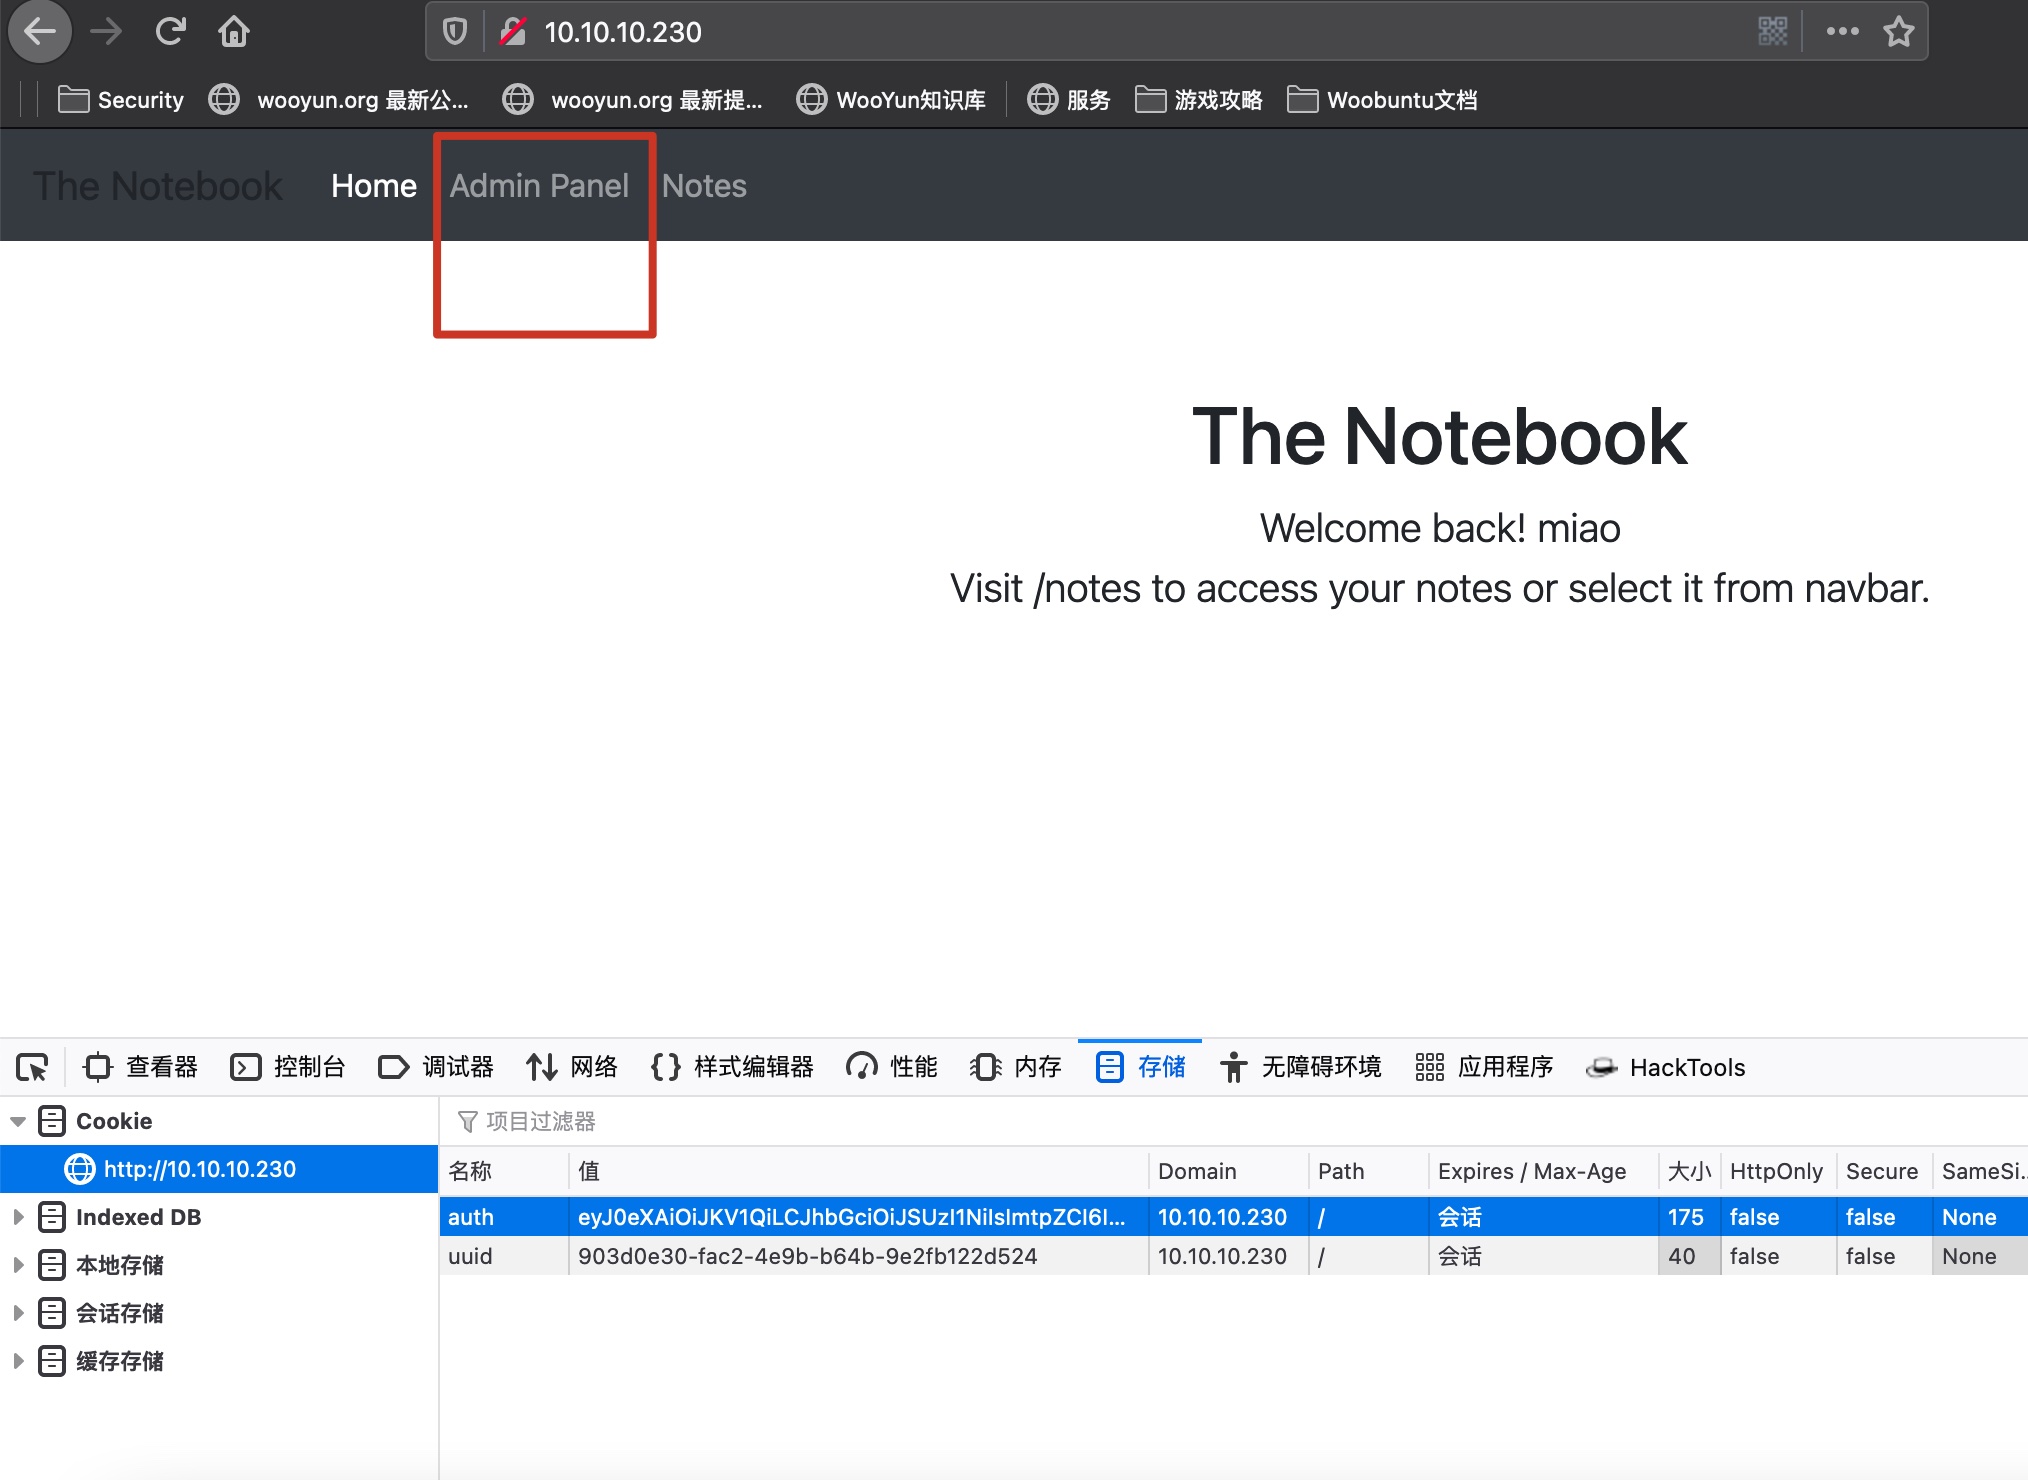 10.10.10.230
Security wooyun.org 最新公... wooyun.org 最新提... WooYun知识库 服务 游戏攻略 Woobuntu文档
The Notebook Home Admin Panel Notes
The Notebook
Welcome back! miao
Visit /notes to access your notes or select it from navbar.
查看器 控制台 调试器 网络 样式编辑器 性能 内存 存储 无障碍环境 应用程序 HackTools
Cookie
http://10.10.10.230
Indexed DB
本地存储
会话存储
缓存存储
项目过滤器
名称 值 Domain Path Expires / Max-Age 大小 HttpOnly Secure SameSi...
auth eyJ0eXAiOiJKV1QiLCJhbGciOiJSUzI1NiIsImtpZCI6I... 10.10.10.230 / 会话 175 false false None
uuid 903d0e30-fac2-4e9b-b64b-9e2fb122d524 10.10.10.230 / 会话 40 false false None